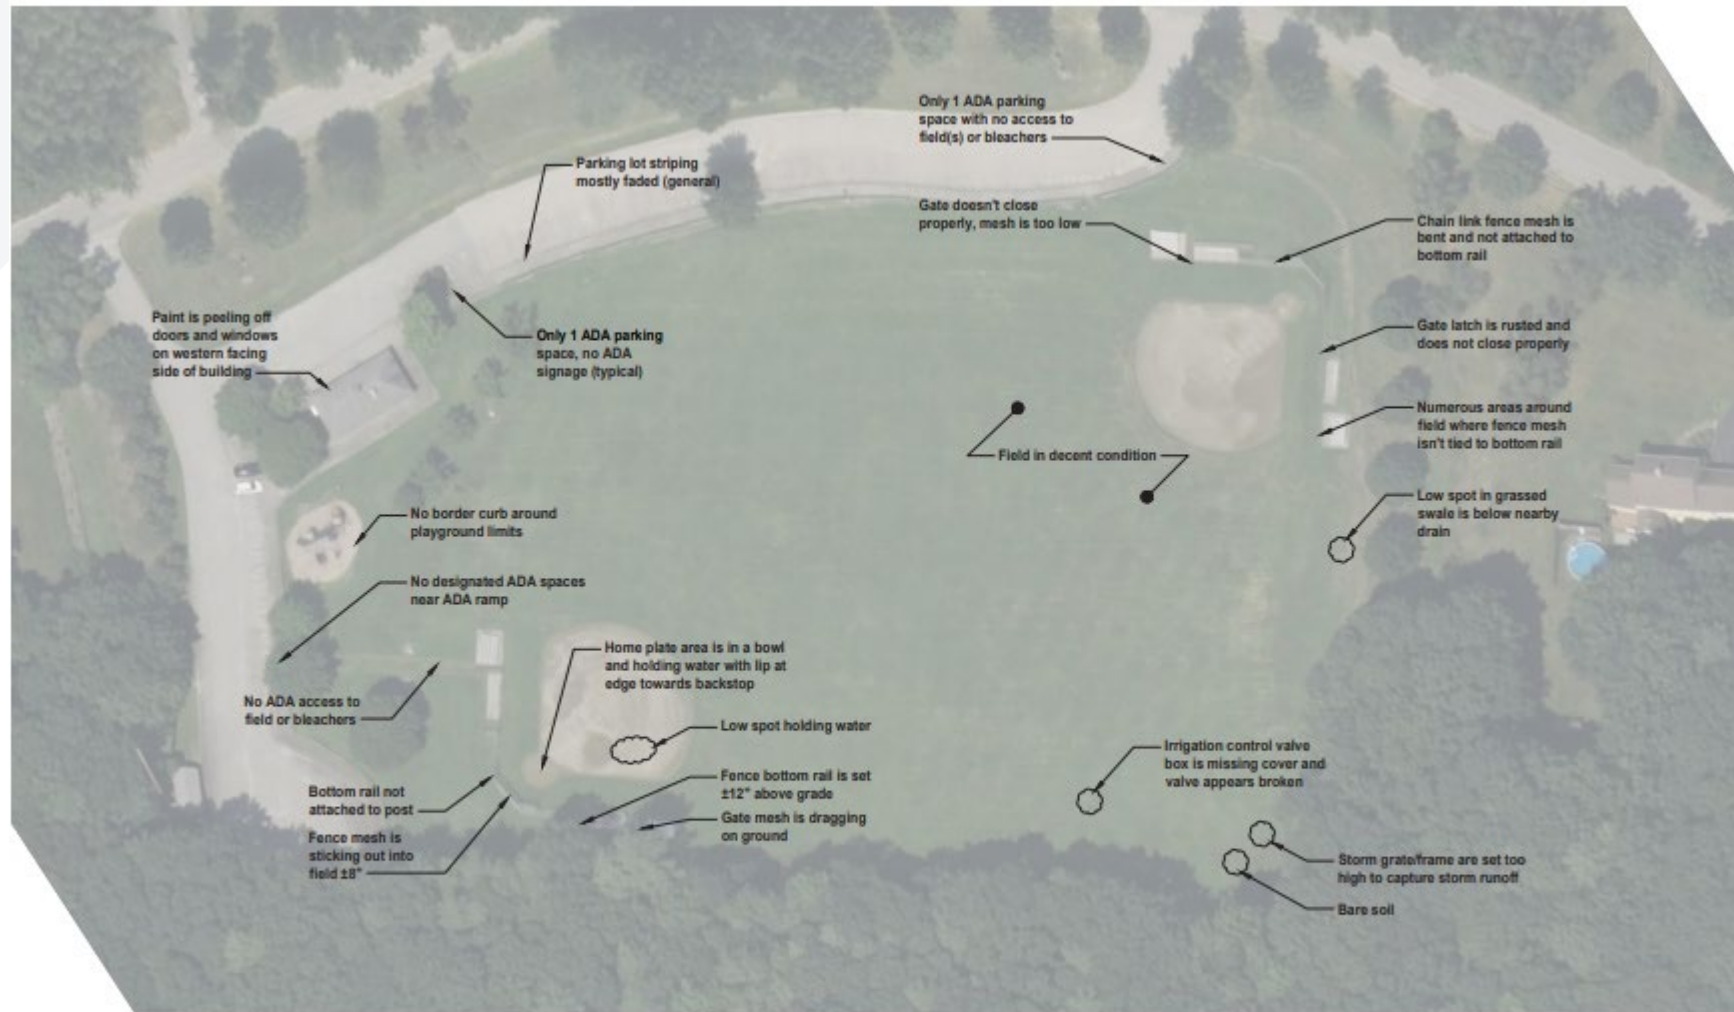 Only 1 ADA parking
space with no access to
field(s) or bleachers
Parking lot striping
mostly faded (general)
Gate doesn't close
properly, mesh is too low
Chain link fence mesh is
bent and not attached to
bottom rail
Paint is peeling off
doors and windows
on western facing
side of building
Only 1 ADA parking
space, no ADA
signage (typical)
Gate latch is rusted and
does not close properly
Numerous areas around
field where fence mesh
isn't tied to bottom rail
Field in decent condition
Low spot in grassed
swale is below nearby
drain
No border curb around
playground limits
No designated ADA spaces
near ADA ramp
Home plate area is in a bowl
and holding water with lip at
edge towards backstop
No ADA access to
field or bleachers
Low spot holding water
Irrigation control valve
box is missing cover and
valve appears broken
Fence bottom rail is set
±12" above grade
Bottom rail not
attached to post
Gate mesh is dragging
on ground
Fence mesh is
sticking out into
field ±8"
Storm grate/frame are set too
high to capture storm runoff
Bare soil